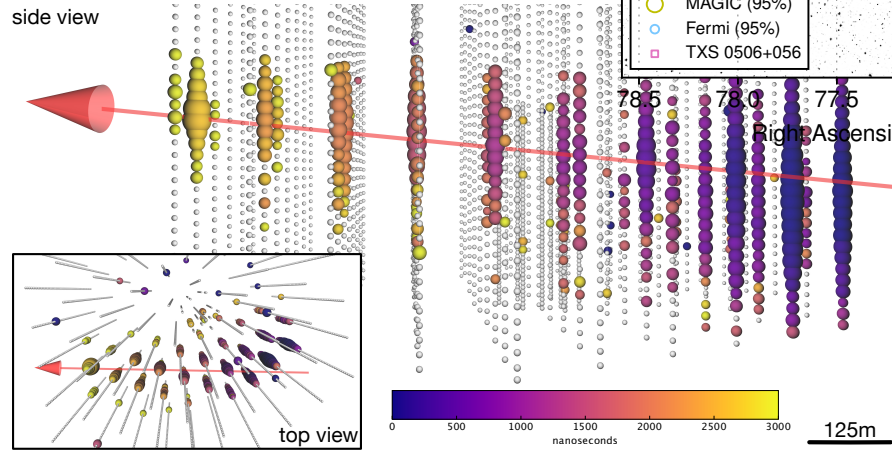 side view
MAGIC (95%)
Fermi (95%)
TXS 0506+056
78.5 78.0 77.5
Right Ascensi
top view
0 500 1000 1500 2000 2500 3000
nanoseconds
125m